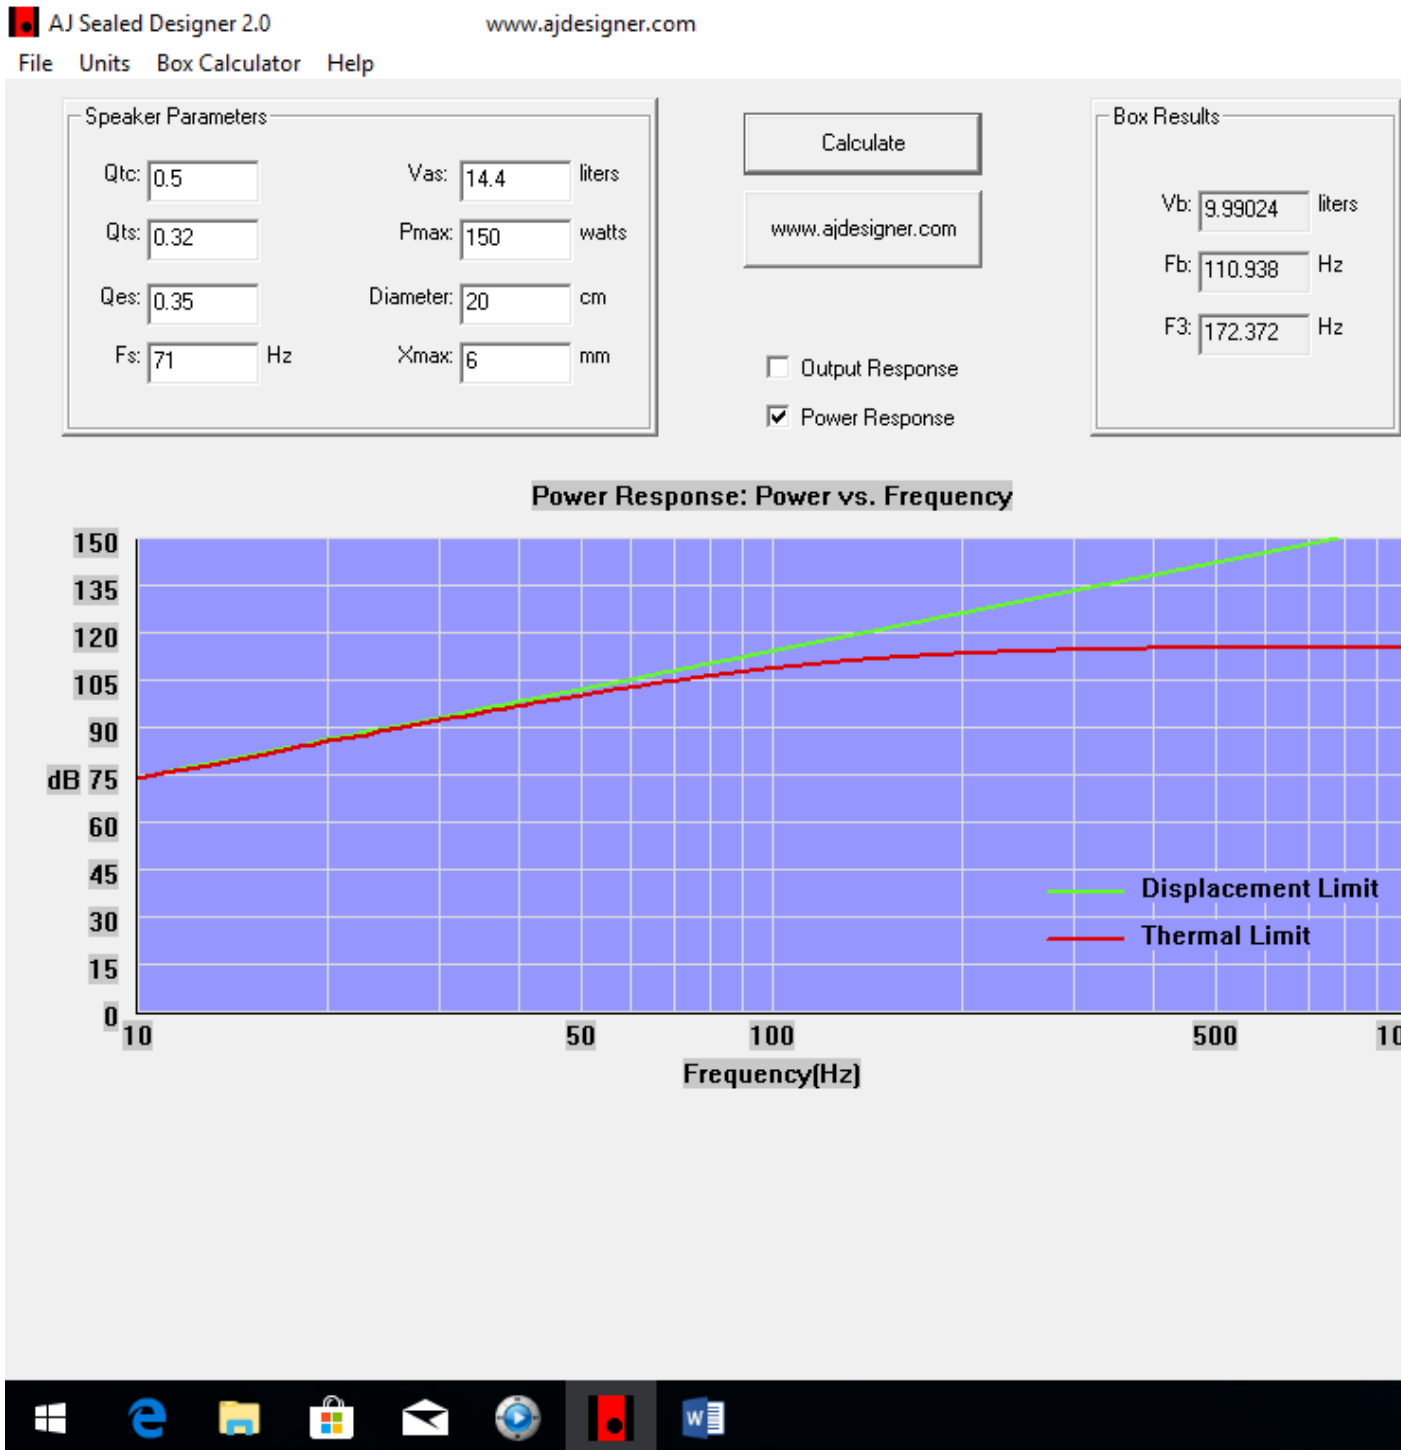 AJ Sealed Designer 2.0 www.ajdesigner.com
File Units Box Calculator Help
Speaker Parameters
Qtc: 0.5 Vas: 14.4 liters
Qts: 0.32 Pmax: 150 watts
Qes: 0.35 Diameter: 20 cm
Fs: 71 Hz Xmax: 6 mm
Calculate
www.ajdesigner.com
Output Response
Power Response
Box Results
Vb: 9.99024 liters
Fb: 110.938 Hz
F3: 172.372 Hz
Power Response: Power vs. Frequency
150
135
120
105
90
dB 75
60
45
30
15
0
Displacement Limit
Thermal Limit
10 50 100 500 10
Frequency(Hz)
W